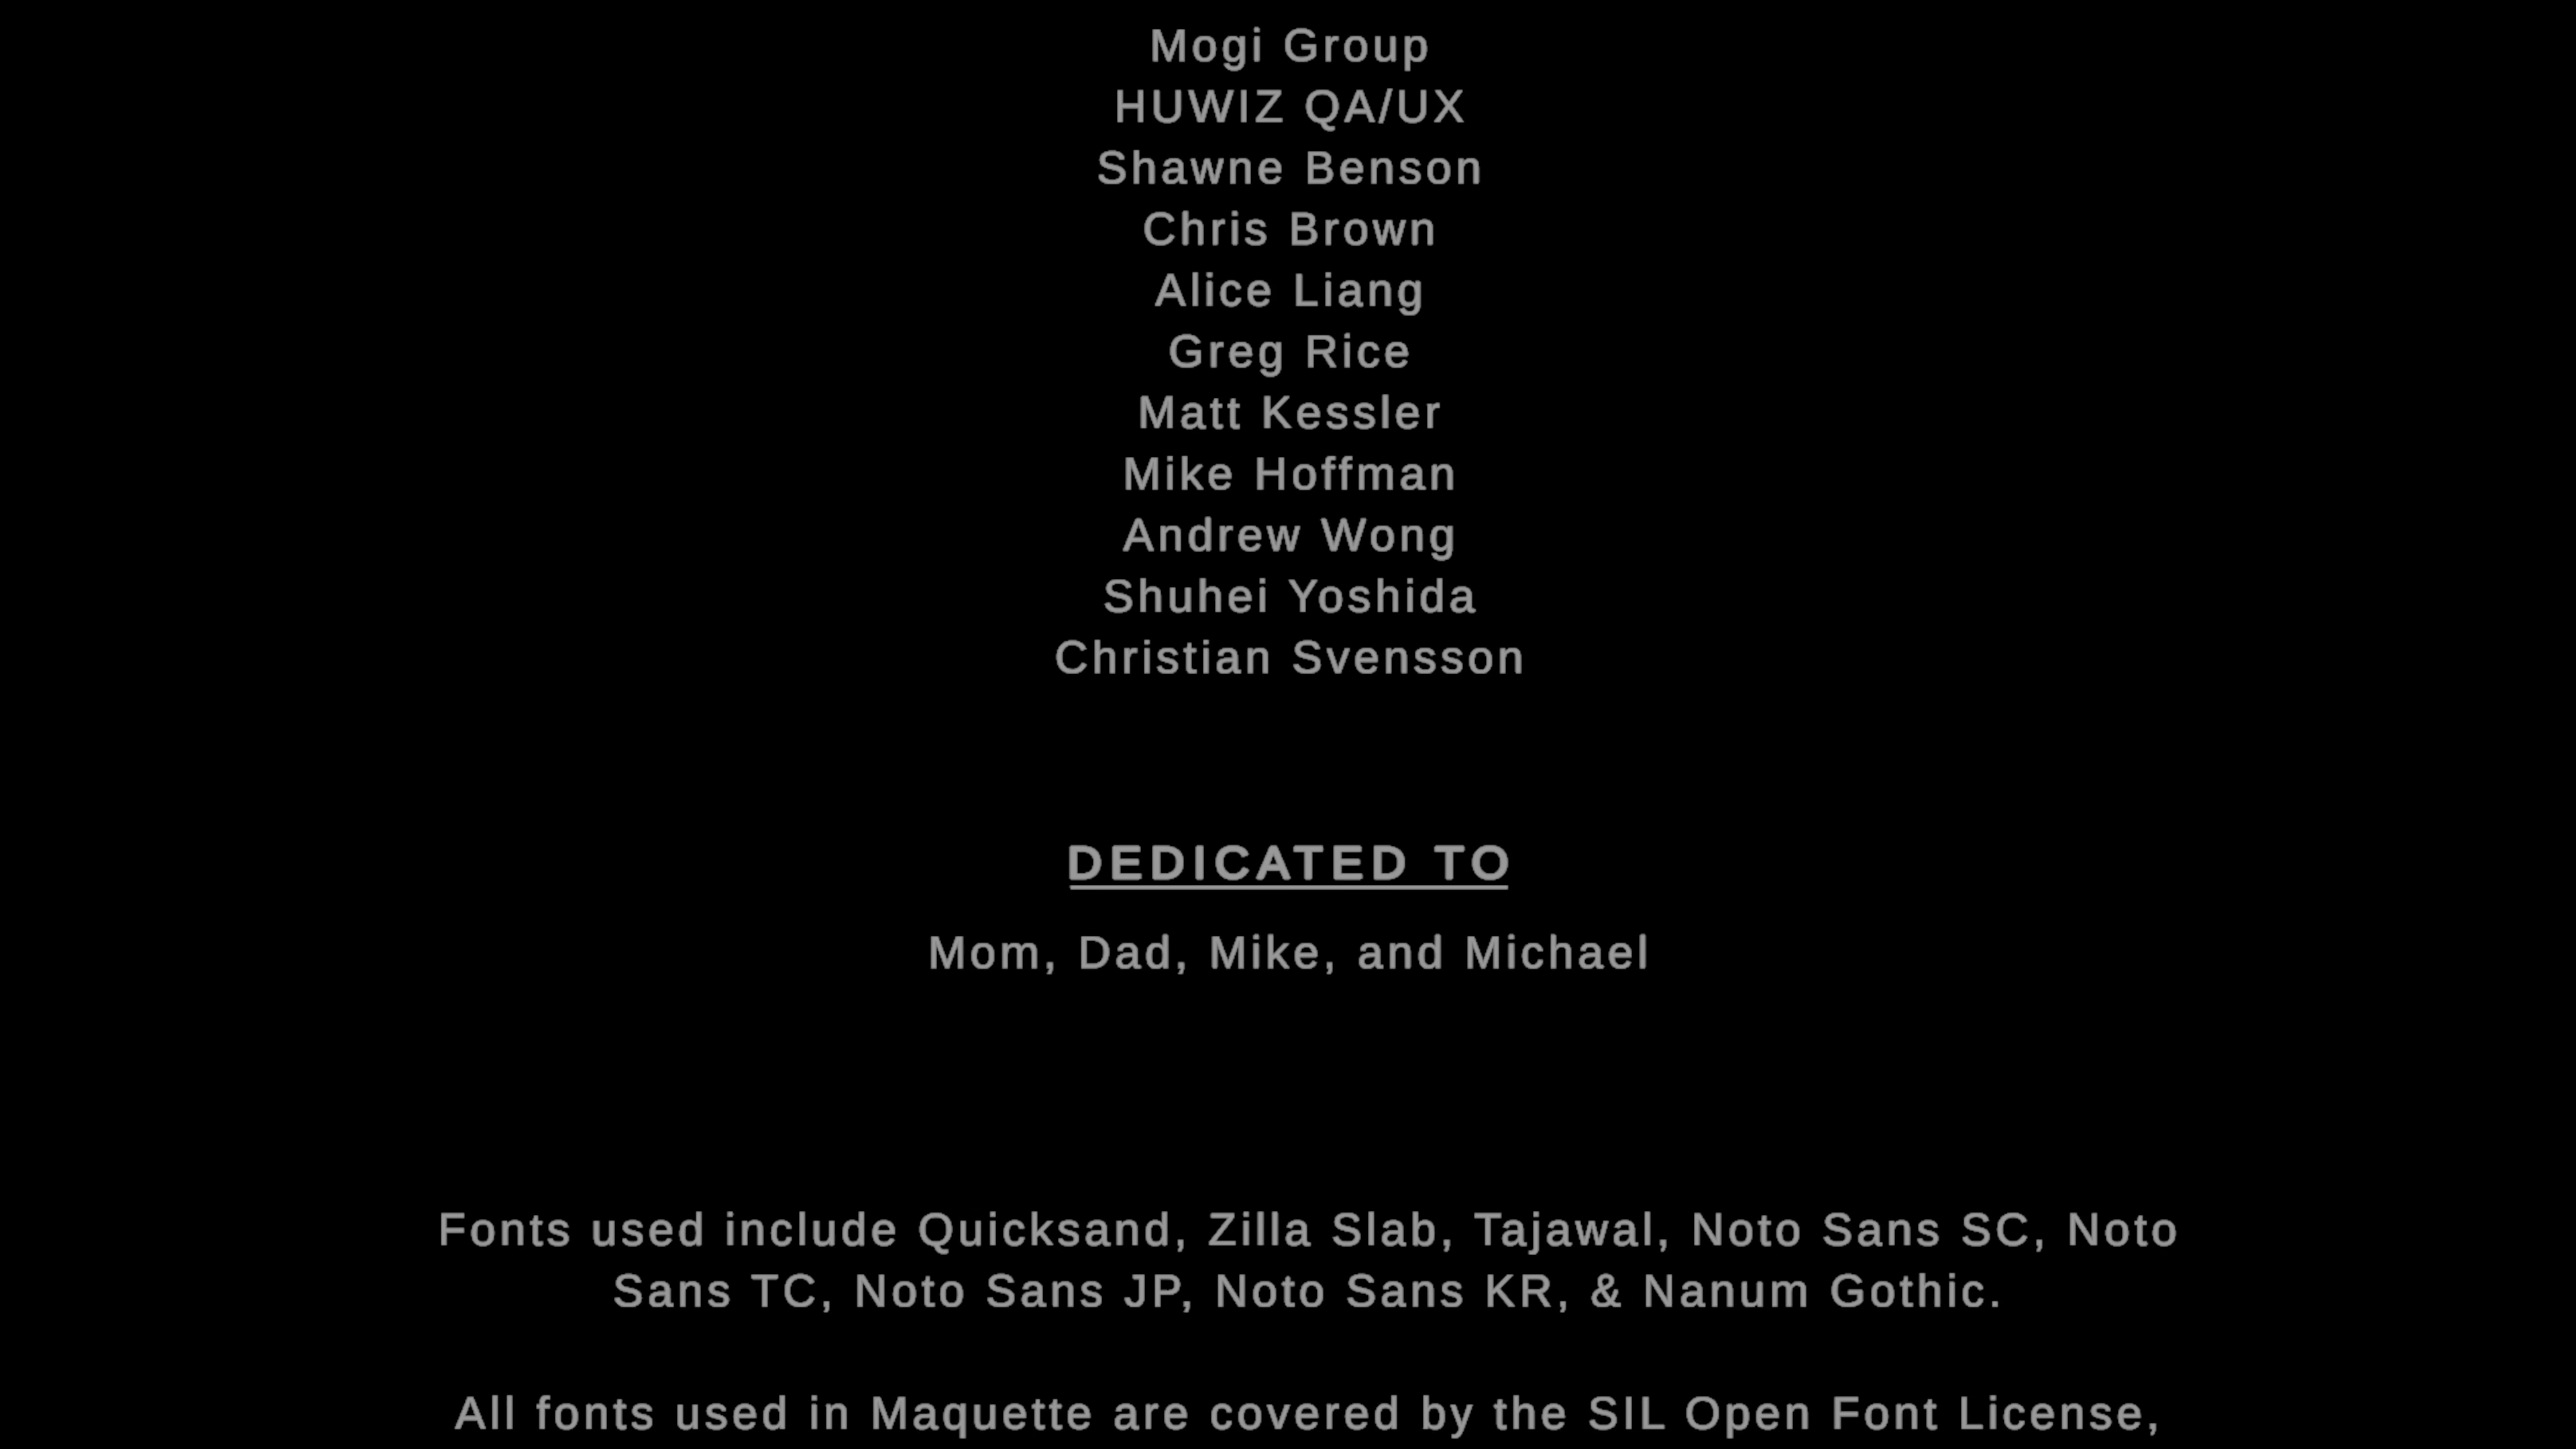 Mogi Group
HUWIZ QA/UX
Shawne Benson
Chris Brown
Alice Liang
Greg Rice
Matt Kessler
Mike Hoffman
Andrew Wong
Shuhei Yoshida
Christian Svensson
DEDICATED TO
Mom, Dad, Mike, and Michael
Fonts used include Quicksand, Zilla Slab, Tajawal, Noto Sans SC, Noto
Sans TC, Noto Sans JP, Noto Sans KR, & Nanum Gothic.
All fonts used in Maquette are covered by the SIL Open Font License,